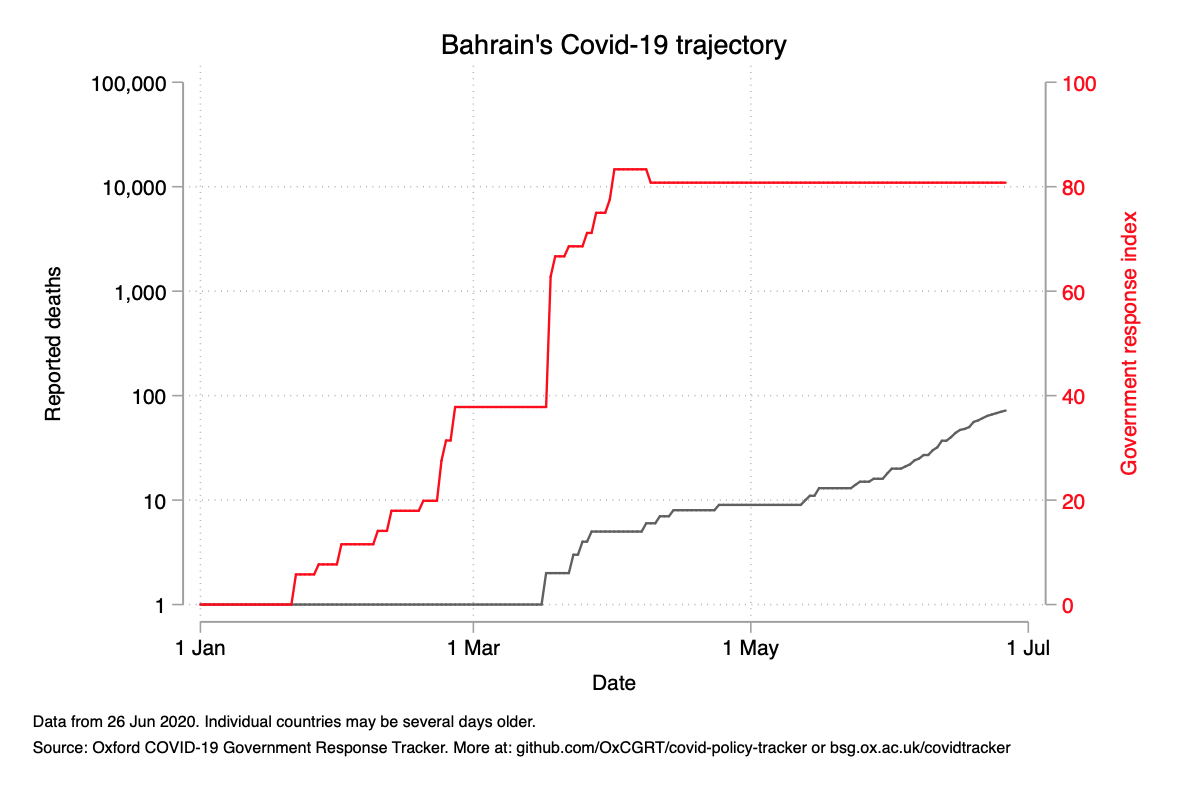 Bahrain's Covid-19 trajectory
100,000
10,000
1,000
100
10
1
Reported deaths
100
80
60
40
20
0
Government response index
1 Jan
1 Mar
1 May
1 Jul
Date
Data from 26 Jun 2020. Individual countries may be several days older.
Source: Oxford COVID-19 Government Response Tracker. More at: github.com/OxCGRT/covid-policy-tracker or bsg.ox.ac.uk/covidtracker